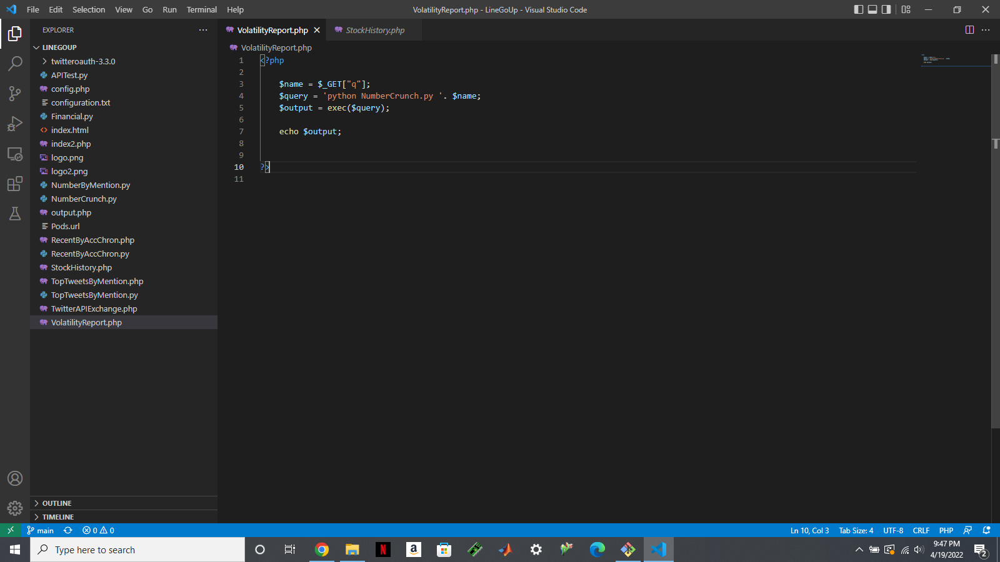 File Edit Selection View Go Run Terminal Help
VolatilityReport.php - LineGoUp - Visual Studio Code
EXPLORER
LINEGOUP
twitteroauth-3.3.0
APITest.py
config.php
configuration.txt
Financial.py
index.html
index2.php
logo.png
logo2.png
NumberByMention.py
NumberCrunch.py
output.php
Pods.url
RecentByAccChron.php
RecentByAccChron.py
StockHistory.php
TopTweetsByMention.php
TopTweetsByMention.py
TwitterAPIExchange.php
VolatilityReport.php
OUTLINE
TIMELINE
VolatilityReport.php StockHistory.php
VolatilityReport.php
1 <?php
2
3 $name = $_GET["q"];
4 $query = 'python NumberCrunch.py '. $name;
5 $output = exec($query);
6
7 echo $output;
8
9
10 ?>
11
main 0 0 Ln 10, Col 3 Tab Size: 4 UTF-8 CRLF PHP
Type here to search
N
a
9:47 PM
4/19/2022
2